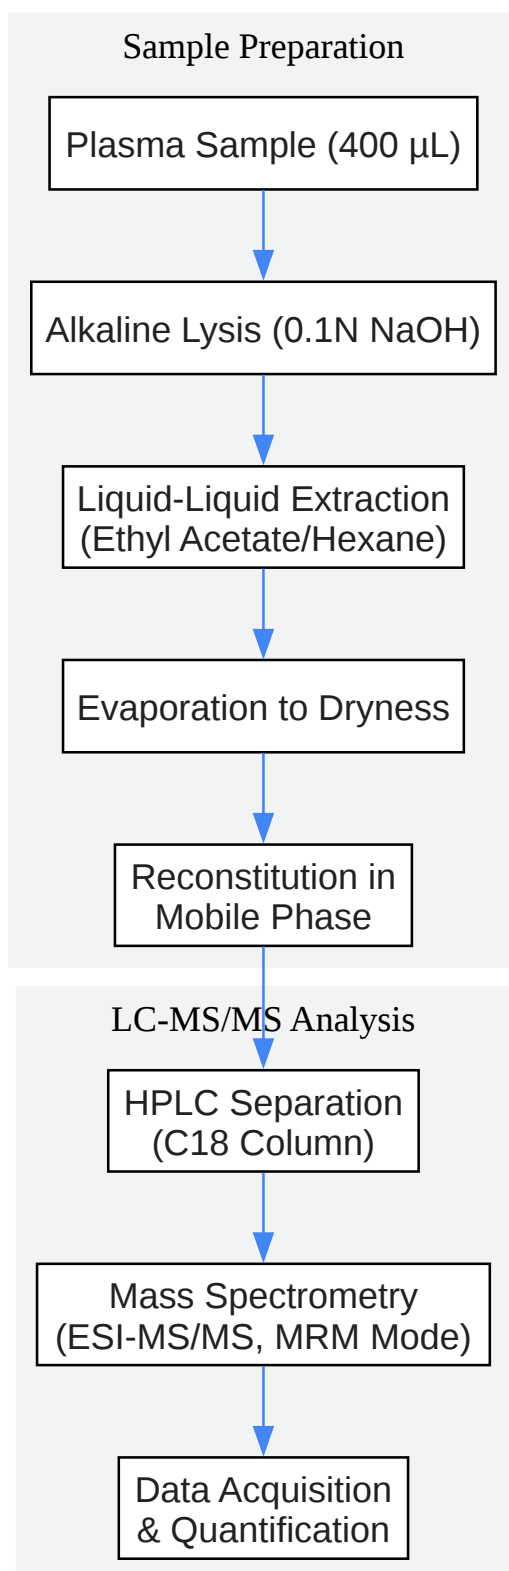 Sample Preparation
Plasma Sample (400 µL)
Alkaline Lysis (0.1N NaOH)
Liquid-Liquid Extraction
(Ethyl Acetate/Hexane)
Evaporation to Dryness
Reconstitution in
Mobile Phase
LC-MS/MS Analysis
HPLC Separation
(C18 Column)
Mass Spectrometry
(ESI-MS/MS, MRM Mode)
Data Acquisition
& Quantification